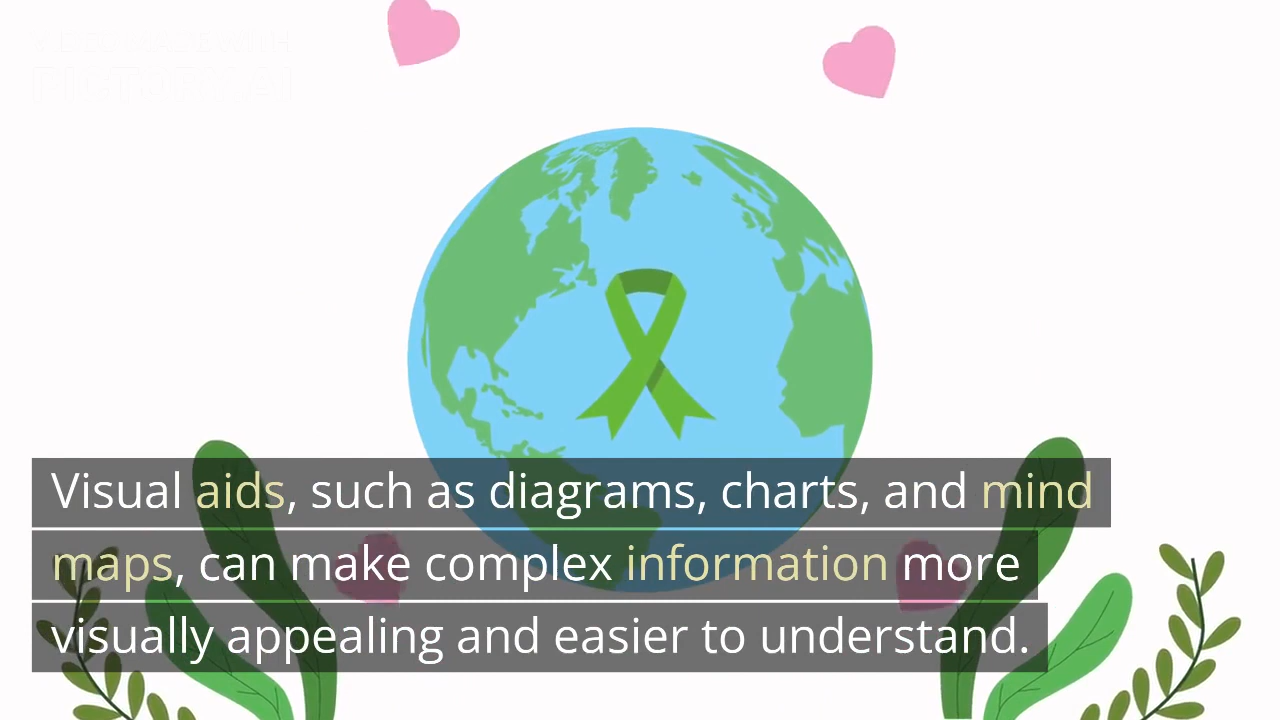 Visual aids, such as diagrams, charts, and mind
maps, can make complex information more
visually appealing and easier to understand.